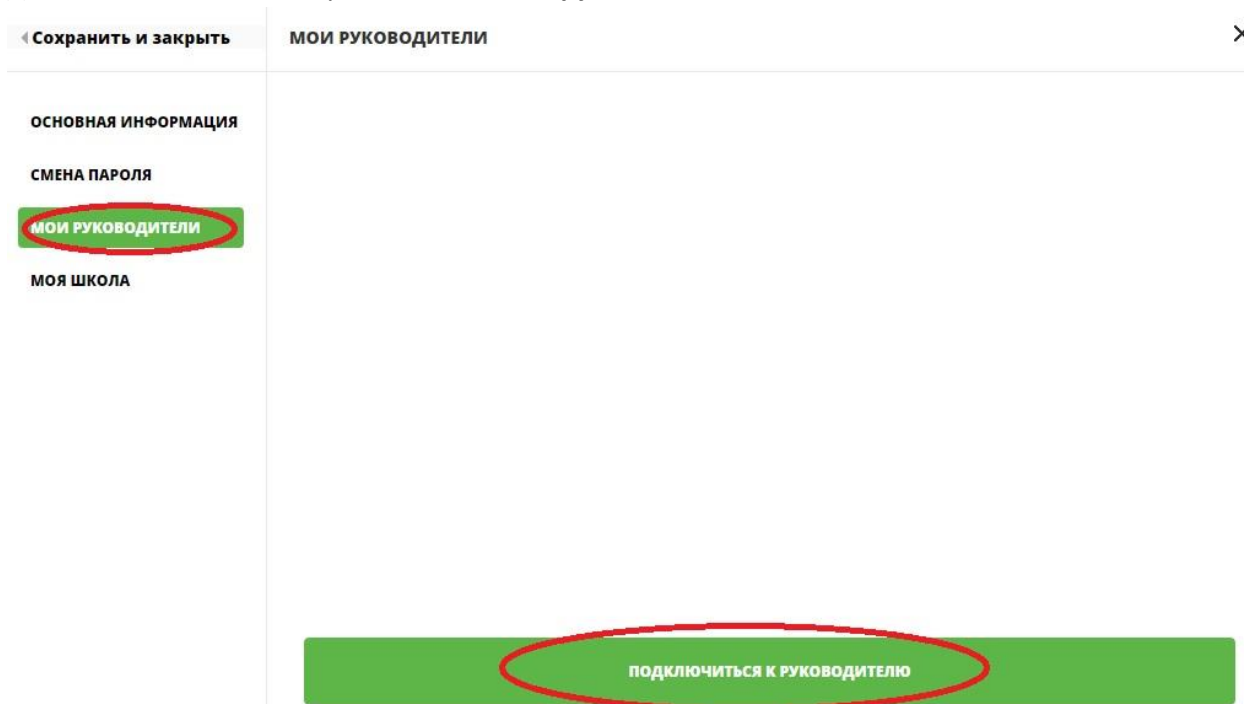 Сохранить и закрыть
МОИ РУКОВОДИТЕЛИ
ОСНОВНАЯ ИНФОРМАЦИЯ
СМЕНА ПАРОЛЯ
МОИ РУКОВОДИТЕЛИ
МОЯ ШКОЛА
ПОДКЛЮЧИТЬСЯ К РУКОВОДИТЕЛЮ